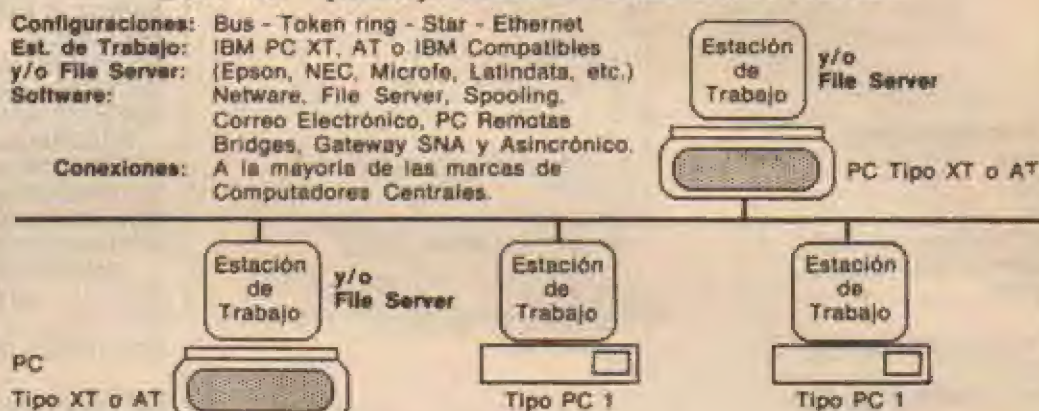 Configuraciones: Bus - Token ring - Star - Ethernet
Est. de Trabajo: IBM PC XT, AT o IBM Compatibles
y/o File Server: (Epson, NEC, Microfe, Latindata, etc.)
Software: Netware, File Server, Spooling,
Correo Electrónico, PC Remotas
Bridges, Gateway SNA y Asincrónico.
Conexiones: A la mayoría de las marcas de
Computadores Centrales.
Estación
de
Trabajo
y/o
File Server
PC Tipo XT o AT
Estación
de
Trabajo
y/o
File Server
PC
Tipo XT o AT
Estación
de
Trabajo
Tipo PC 1
Estación
de
Trabajo
Tipo PC 1